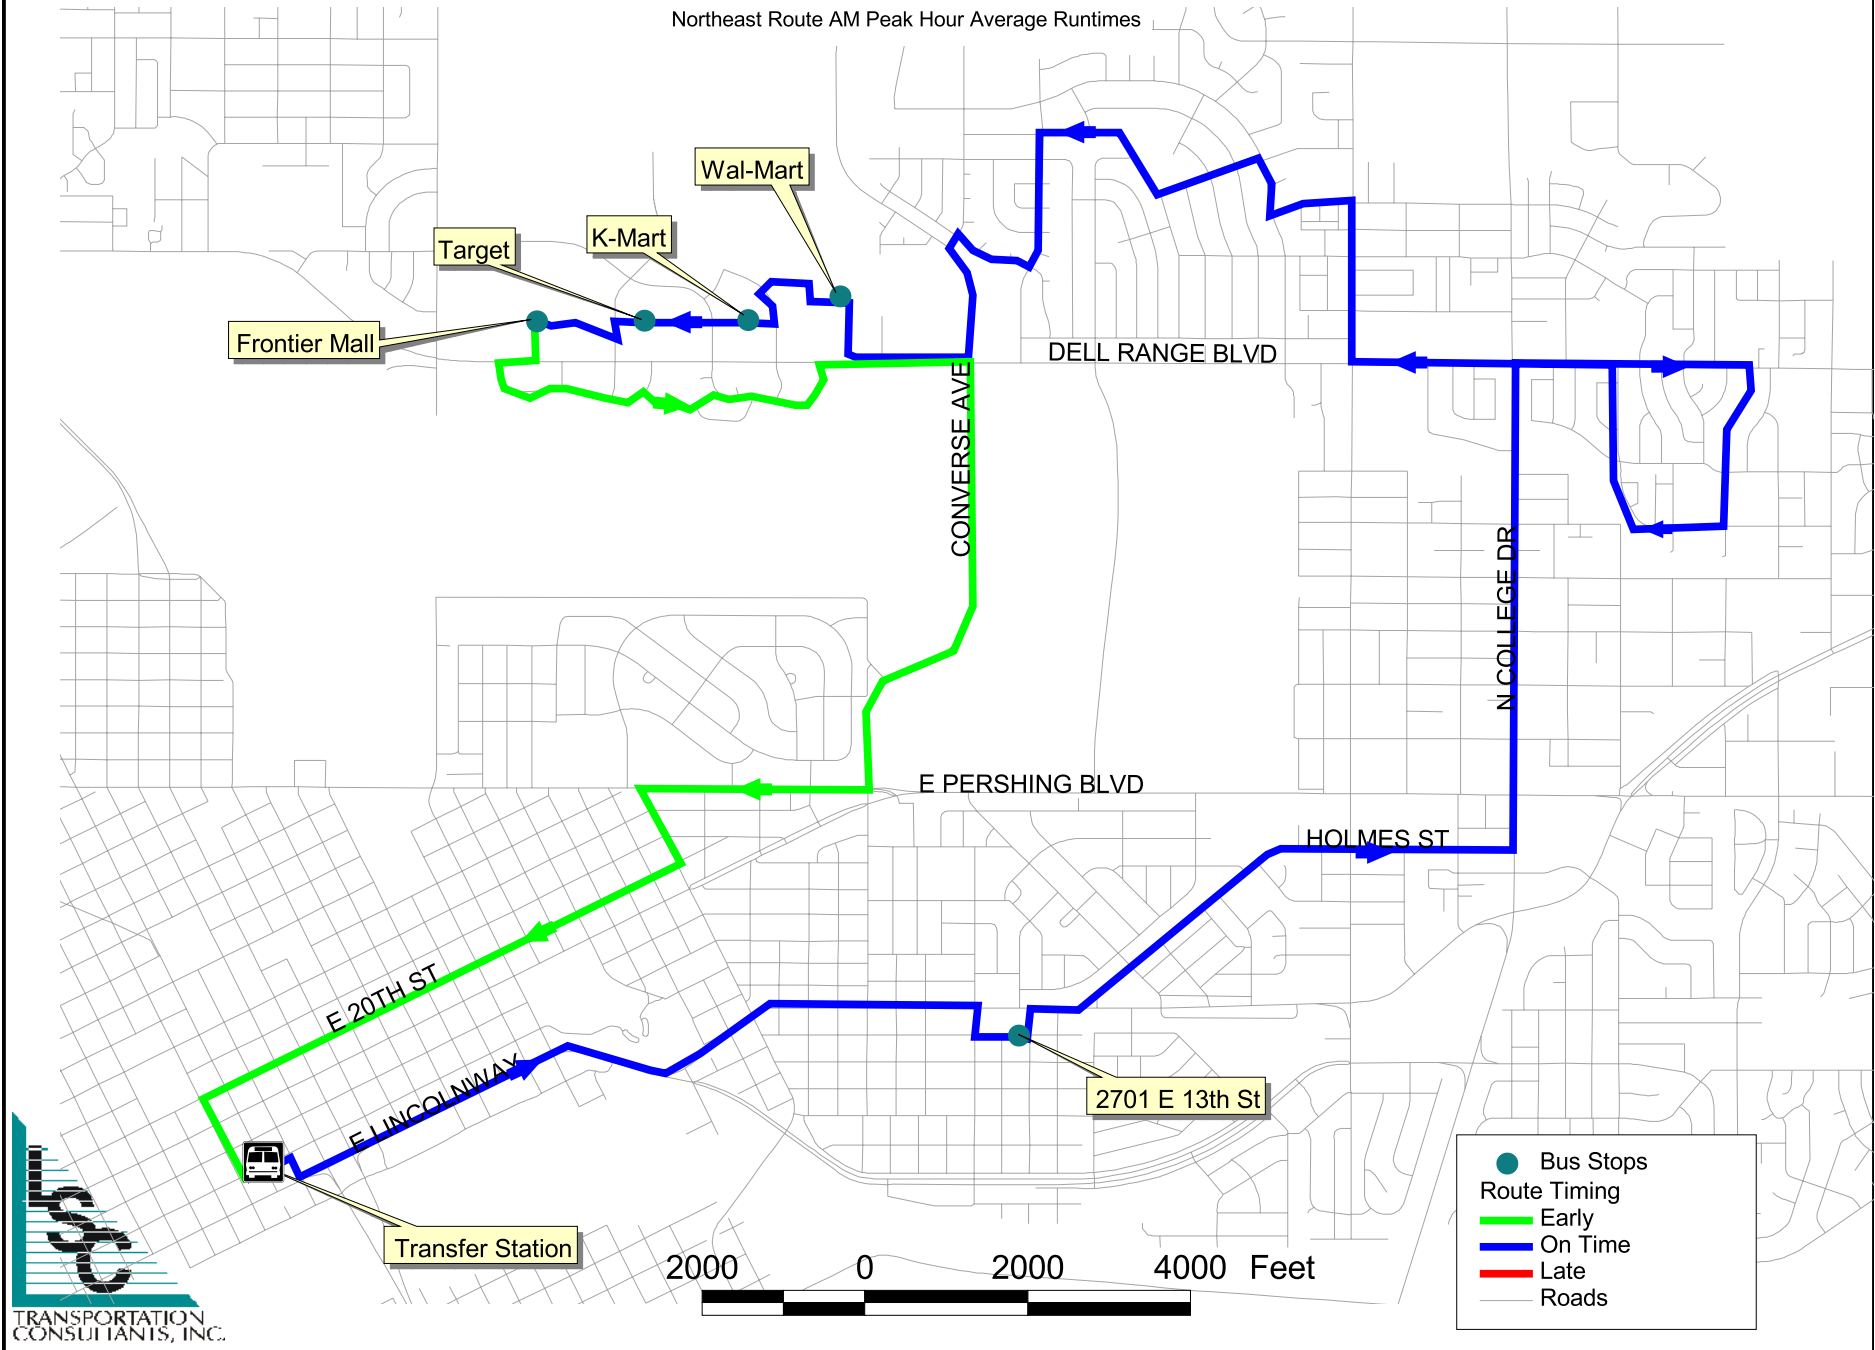 Northeast Route AM Peak Hour Average Runtimes
Wal-Mart
K-Mart
Target
Frontier Mall
DELL RANGE BLVD
CONVERSE AVE
N COLLEGE DR
E PERSHING BLVD
HOLMES ST
E 20TH ST
E LINCOLNWAY
2701 E 13th St
Transfer Station
Bus Stops
Route Timing
Early
On Time
Late
Roads
2000 0 2000 4000 Feet
LSC
TRANSPORTATION
CONSULTANTS, INC.